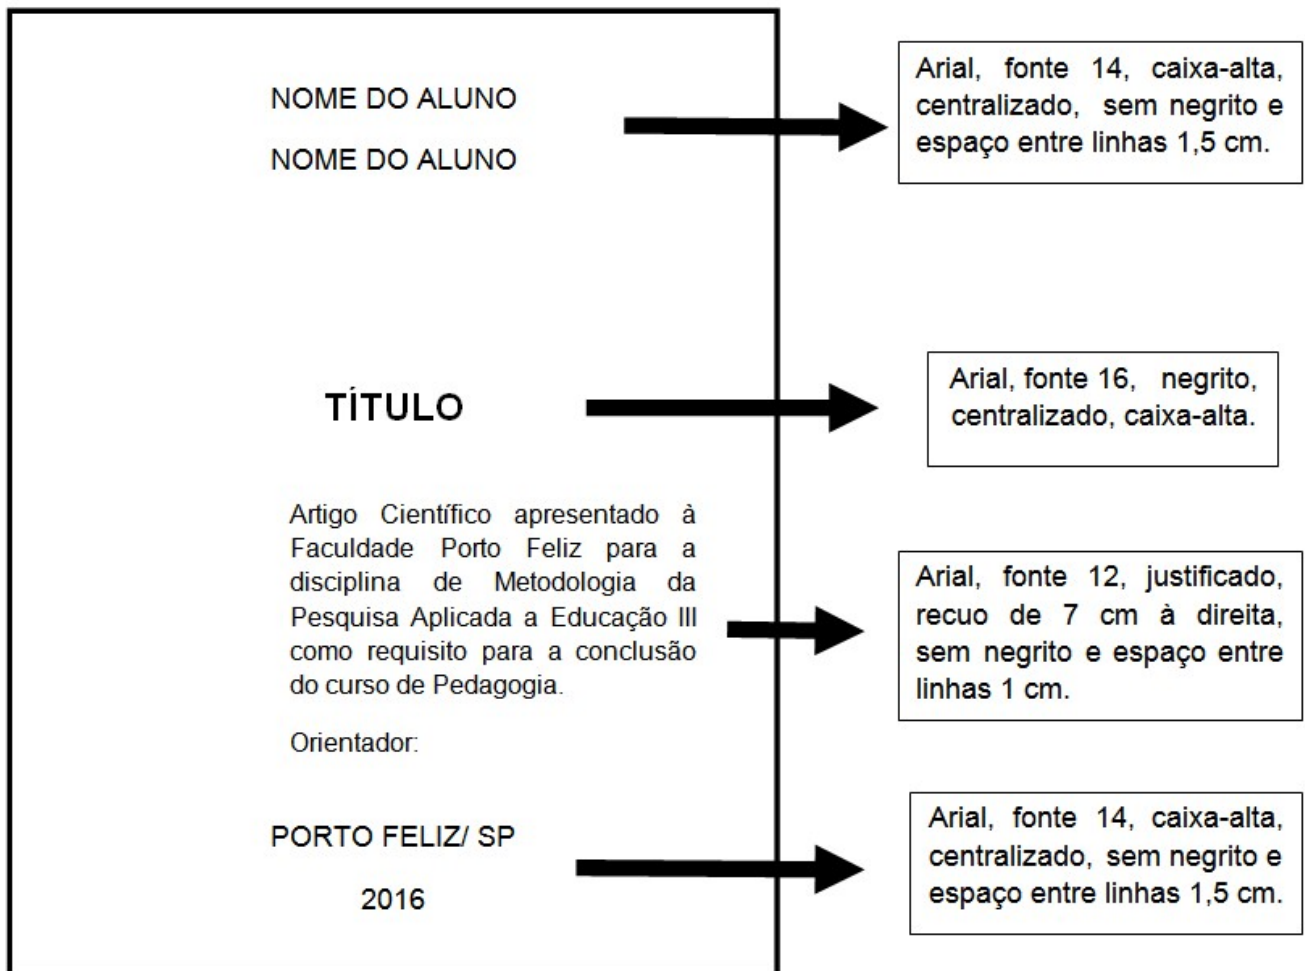 NOME DO ALUNO
NOME DO ALUNO
Arial, fonte 14, caixa-alta,
centralizado, sem negrito e
espaço entre linhas 1,5 cm.
TÍTULO
Arial, fonte 16, negrito,
centralizado, caixa-alta.
Artigo Científico apresentado à
Faculdade Porto Feliz para a
disciplina de Metodologia da
Pesquisa Aplicada a Educação III
como requisito para a conclusão
do curso de Pedagogia.
Orientador:
Arial, fonte 12, justificado,
recuo de 7 cm à direita,
sem negrito e espaço entre
linhas 1 cm.
PORTO FELIZ/ SP
2016
Arial, fonte 14, caixa-alta,
centralizado, sem negrito e
espaço entre linhas 1,5 cm.